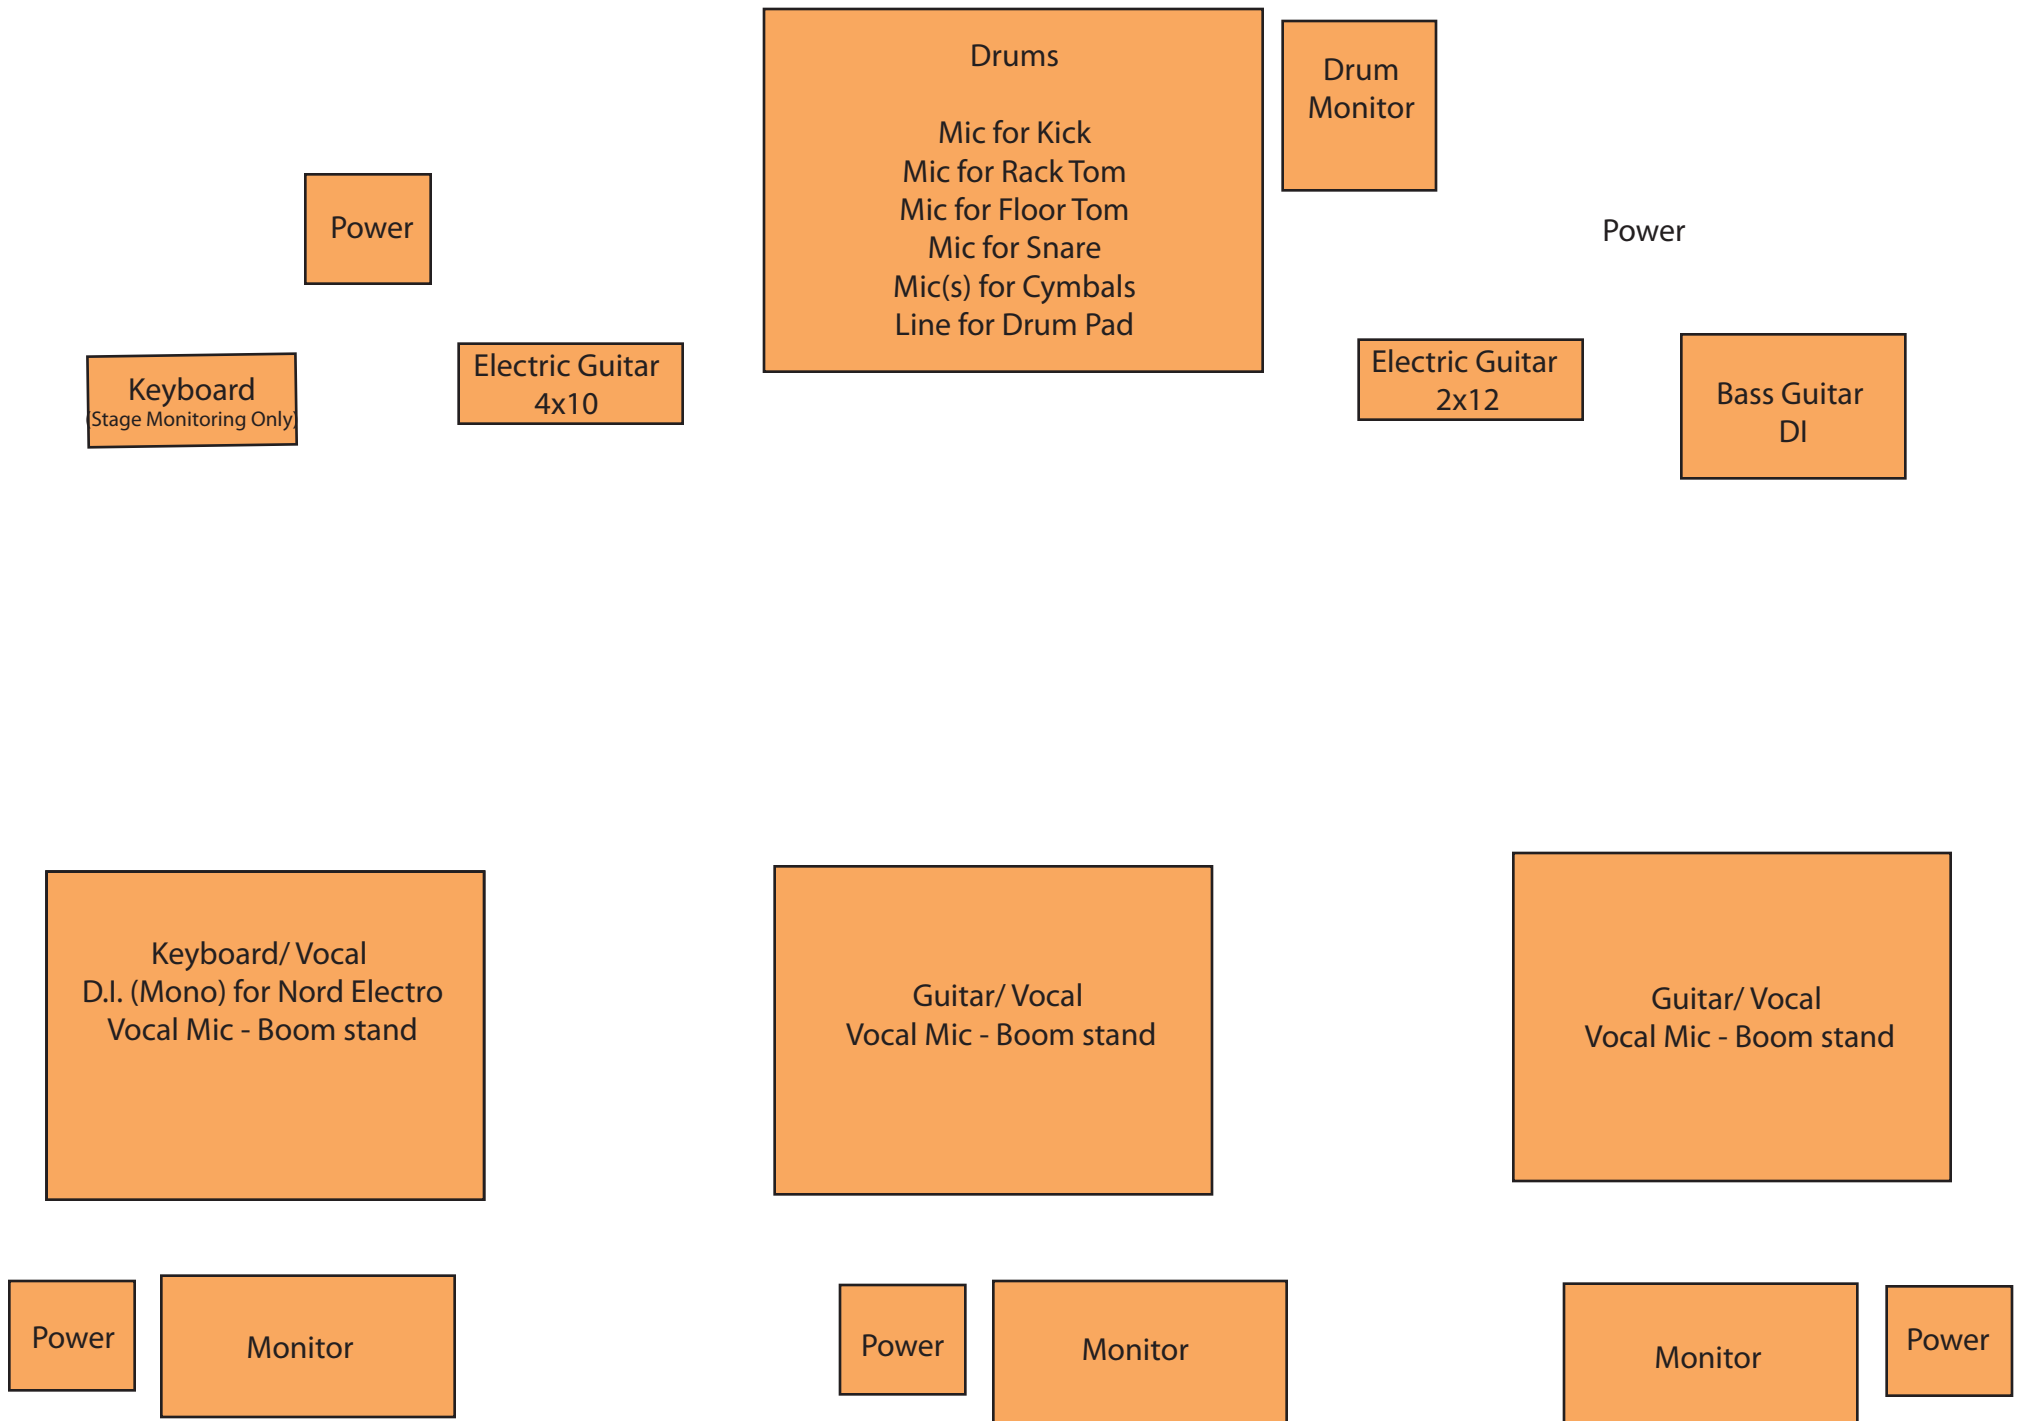 Drums
Mic for Kick
Mic for Rack Tom
Mic for Floor Tom
Mic for Snare
Mic(s) for Cymbals
Line for Drum Pad
Drum
Monitor
Power
Power
Keyboard
(Stage Monitoring Only)
Electric Guitar
4x10
Electric Guitar
2x12
Bass Guitar
DI
Keyboard/ Vocal
D.I. (Mono) for Nord Electro
Vocal Mic - Boom stand
Guitar/ Vocal
Vocal Mic - Boom stand
Guitar/ Vocal
Vocal Mic - Boom stand
Power
Monitor
Power
Monitor
Monitor
Power